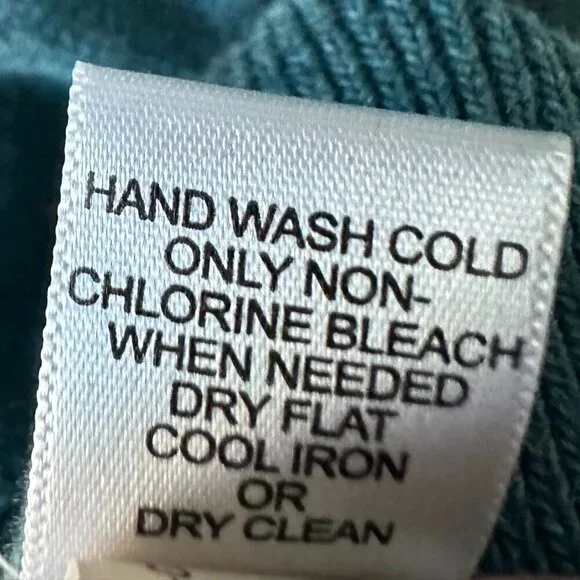 HAND WASH COLD
ONLY NON-
CHLORINE BLEACH
WHEN NEEDED
DRY FLAT
COOL IRON
OR
DRY CLEAN